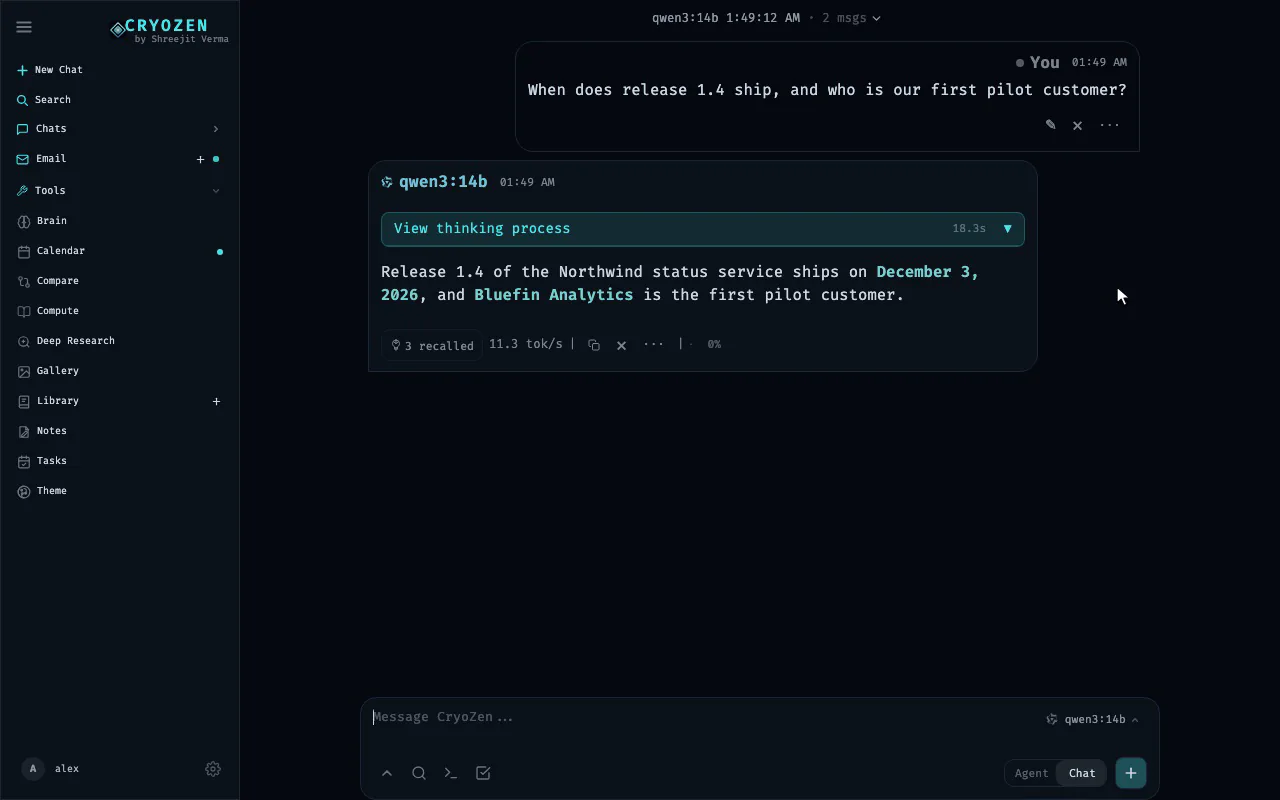 CRYOZEN
by Shreejit Verma
New Chat
Search
Chats
Email
Tools
Brain
Calendar
Compare
Compute
Deep Research
Gallery
Library
Notes
Tasks
Theme
A alex
qwen3:14b 1:49:12 AM · 2 msgs
You 01:49 AM
When does release 1.4 ship, and who is our first pilot customer?
qwen3:14b 01:49 AM
View thinking process 18.3s
Release 1.4 of the Northwind status service ships on December 3,
2026, and Bluefin Analytics is the first pilot customer.
3 recalled 11.3 tok/s | | · 0%
Message CryoZen...
qwen3:14b
Agent Chat